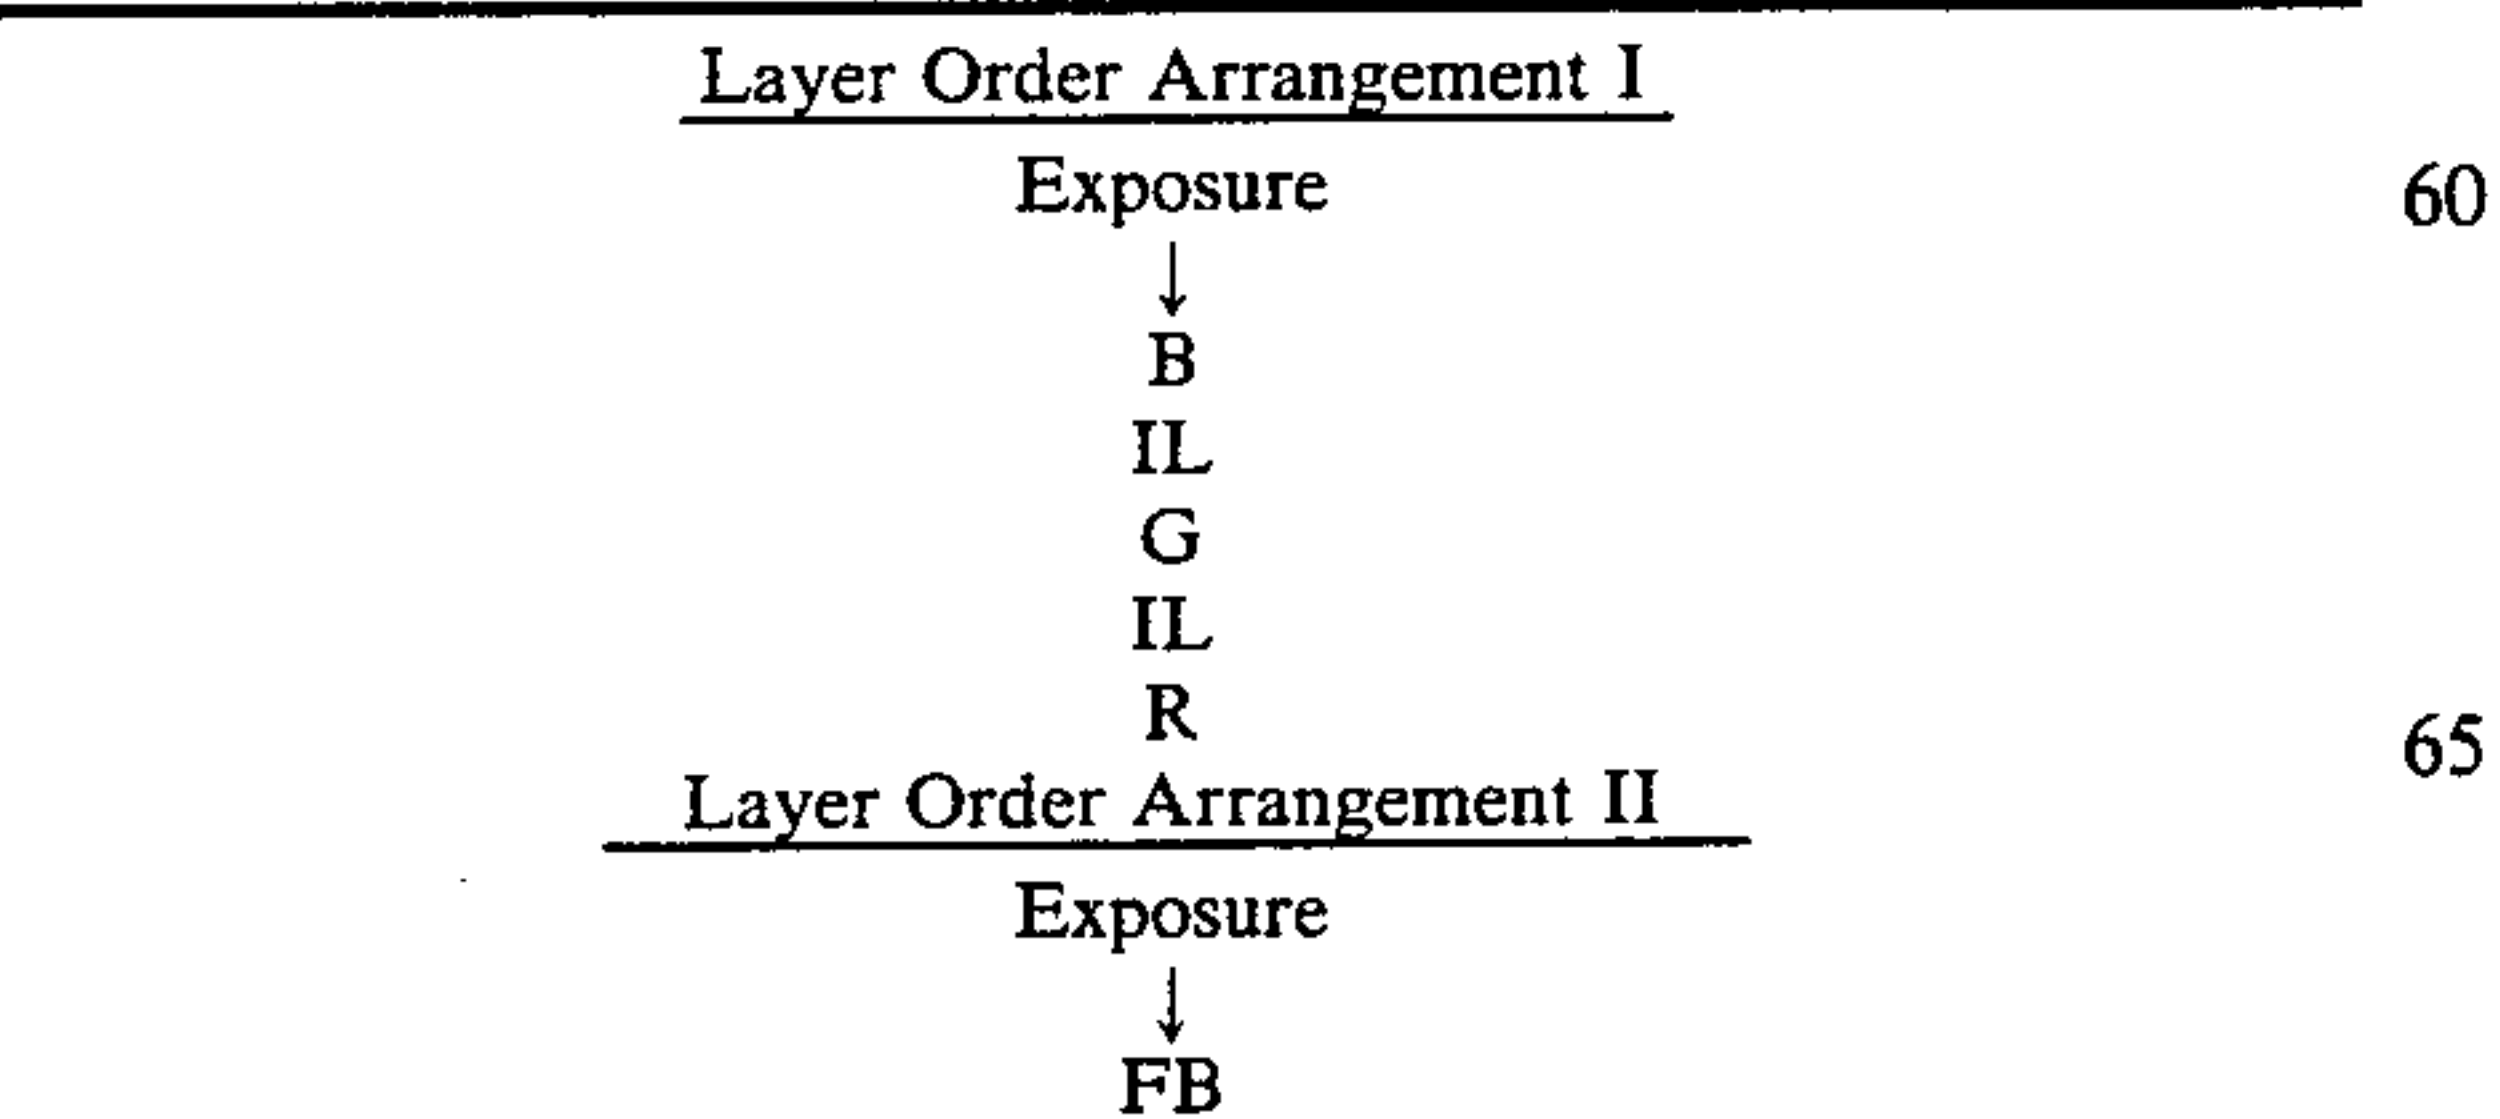 Layer Order Arrangement I
Exposure
60
↓
B
IL
G
IL
R
65
Layer Order Arrangement II
Exposure
↓
FB